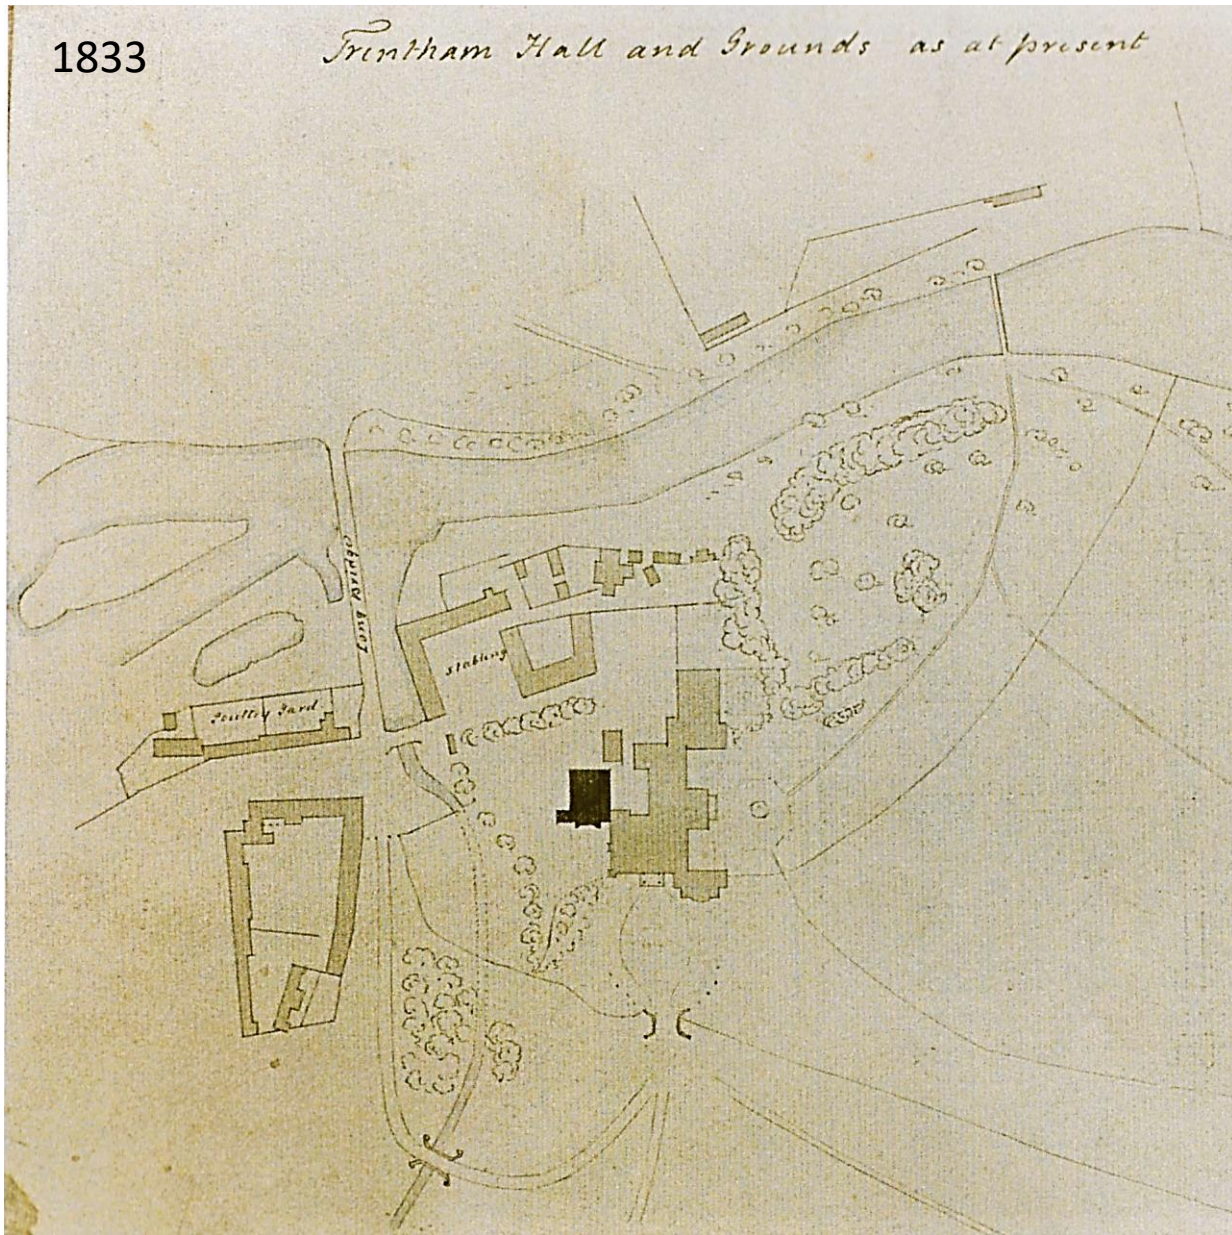 1833
Trentham Hall and Grounds as at present
Long bridge
Stabling
Poultry Yard